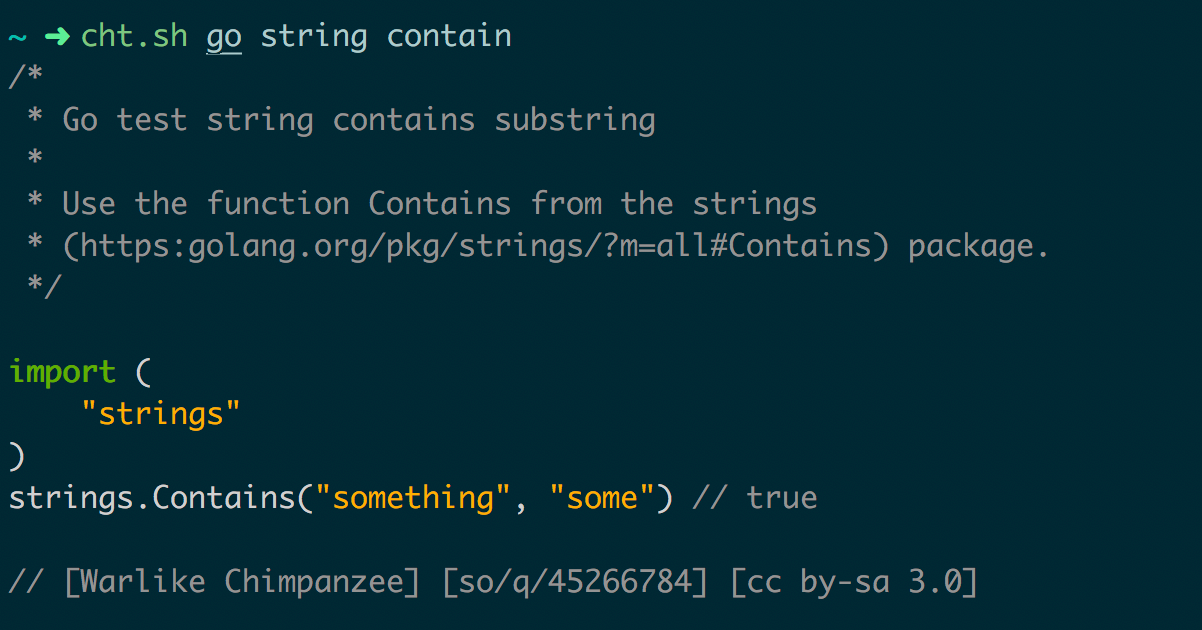 ~ ➜ cht.sh go string contain
/*
 * Go test string contains substring
 *
 * Use the function Contains from the strings
 * (https:golang.org/pkg/strings/?m=all#Contains) package.
 */

import (
    "strings"
)
strings.Contains("something", "some") // true

// [Warlike Chimpanzee] [so/q/45266784] [cc by-sa 3.0]